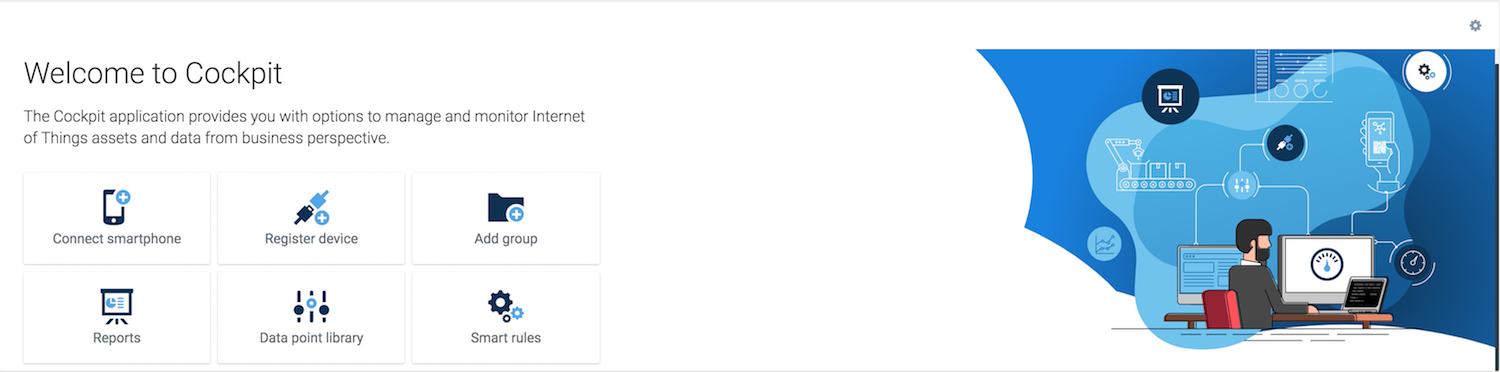 Welcome to Cockpit
The Cockpit application provides you with options to manage and monitor Internet
of Things assets and data from business perspective.
Connect smartphone
Register device
Add group
Reports
Data point library
Smart rules